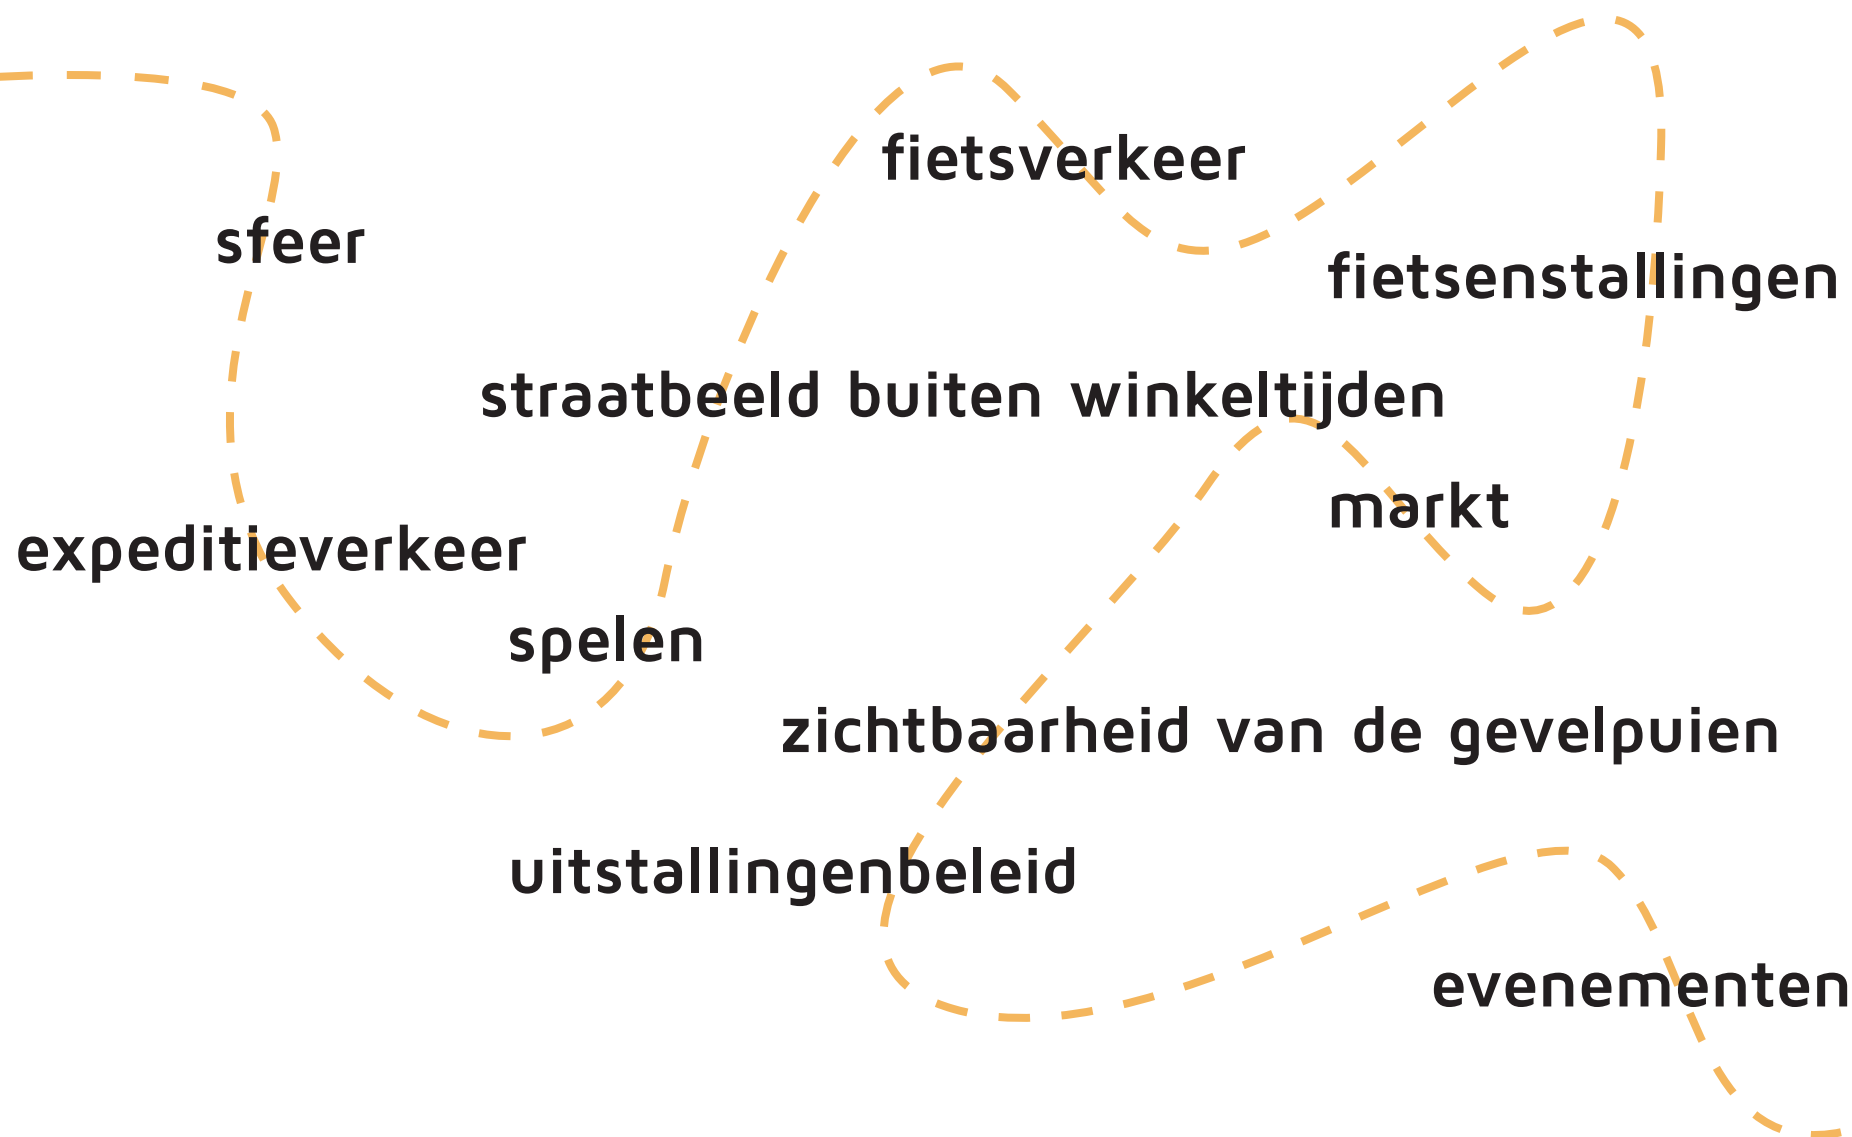 fietsverkeer
sfeer
fietsenstallingen
straatbeeld buiten winkeltijden
markt
expeditieverkeer
spelen
zichtbaarheid van de gevelpuien
uitstallingenbeleid
evenementen